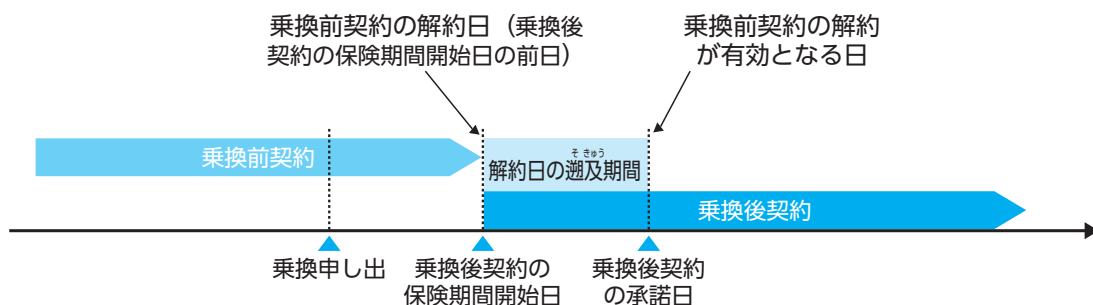 乗換前契約の解約日（乗換後
契約の保険期間開始日の前日）
乗換前契約の解約
が有効となる日
乗換前契約
そ きゅう
解約日の遡及期間
乗換後契約
乗換申し出
乗換後契約の
保険期間開始日
乗換後契約
の承諾日